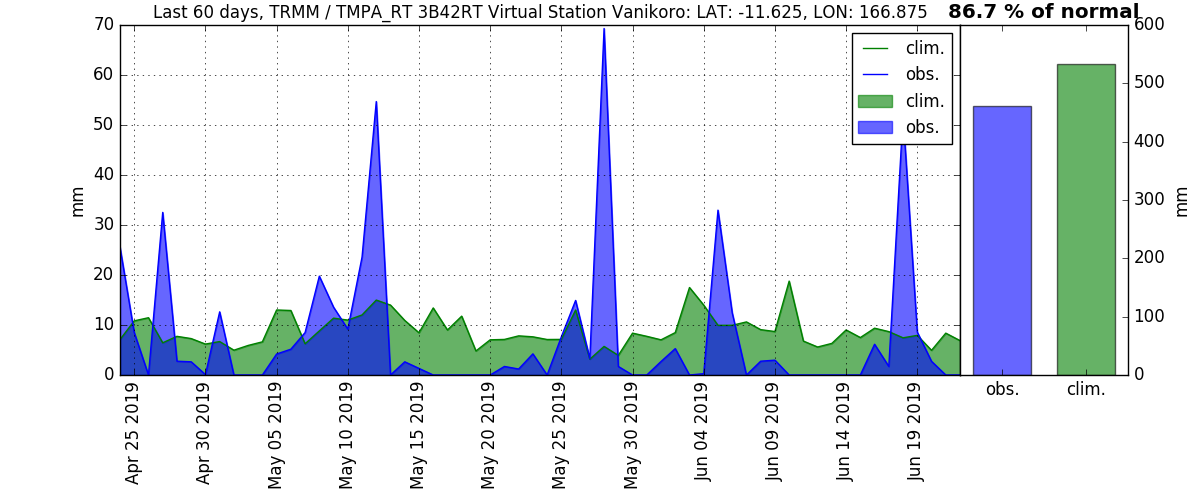 Last 60 days, TRMM / TMPA_RT 3B42RT Virtual Station Vanikoro: LAT: -11.625, LON: 166.875
86.7 % of normal
70
60
50
40
30
20
10
0
mm
clim.
obs.
clim.
obs.
600
500
400
300
200
100
0
mm
obs.
clim.
Apr 25 2019
Apr 30 2019
May 05 2019
May 10 2019
May 15 2019
May 20 2019
May 25 2019
May 30 2019
Jun 04 2019
Jun 09 2019
Jun 14 2019
Jun 19 2019